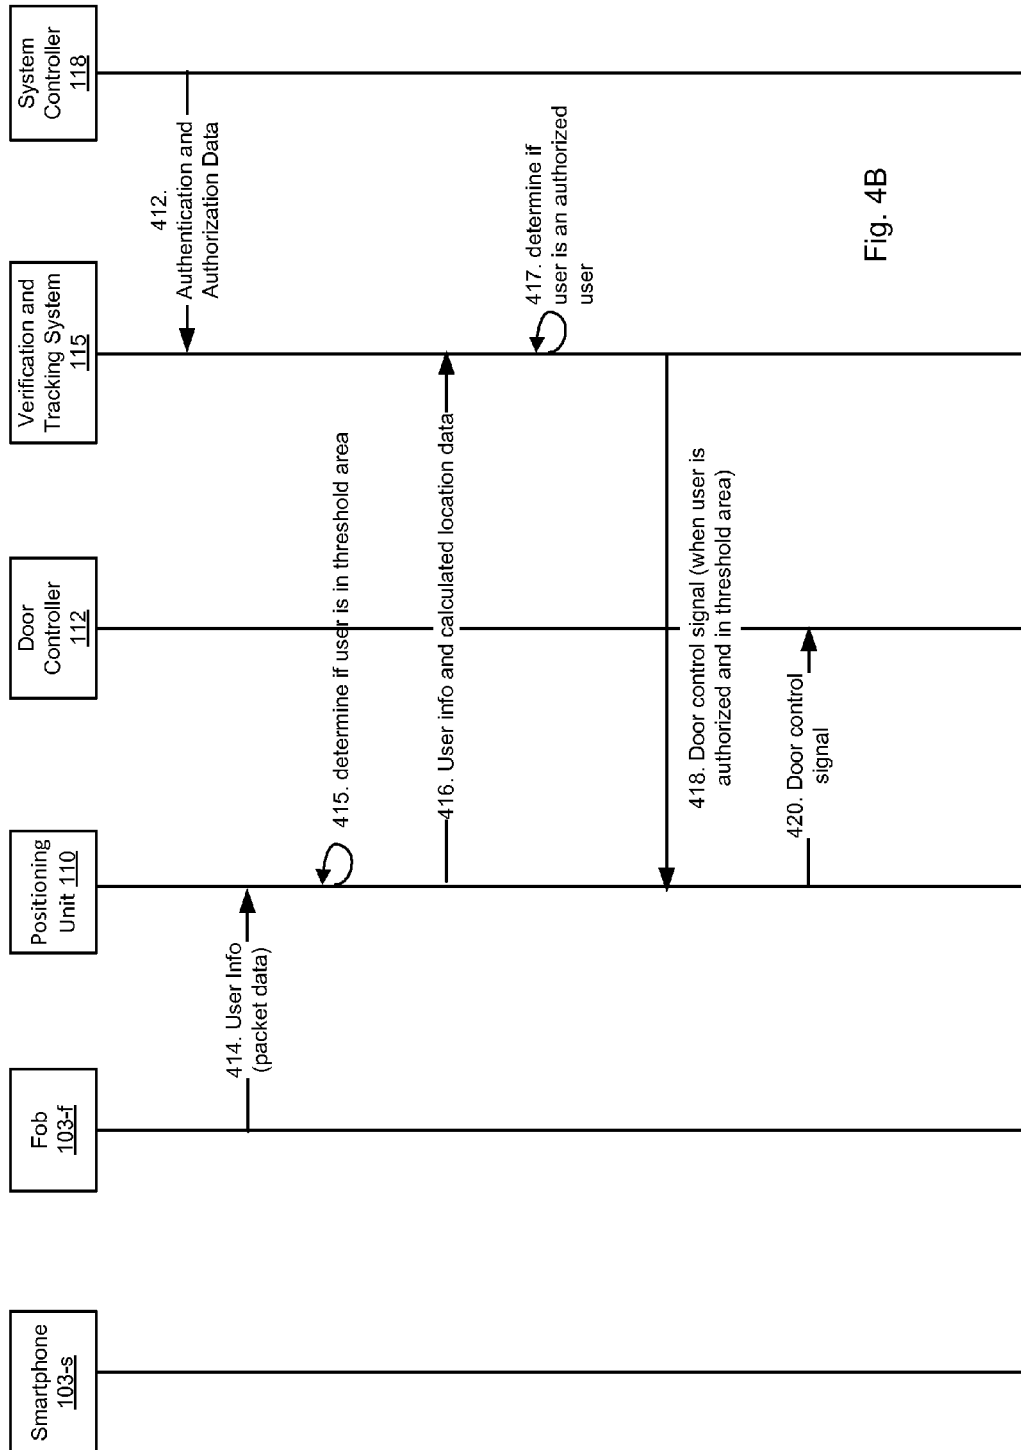 Smartphone
103-s
Fob
103-f
Positioning
Unit 110
Door
Controller
112
Verification and
Tracking System
115
System
Controller
118
412.
Authentication and
Authorization Data
414. User Info
(packet data)
415. determine if user is in threshold area
416. User info and calculated location data
417. determine if
user is an authorized
user
418. Door control signal (when user is
authorized and in threshold area)
420. Door control
signal
Fig. 4B